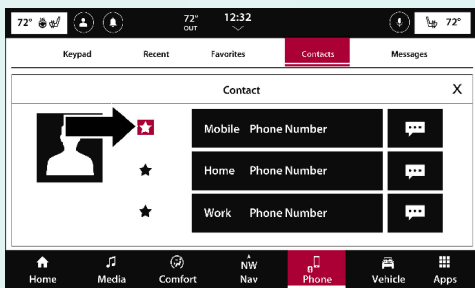 72° 72° OUT 12:32 72°
Keypad Recent Favorites Contacts Messages
Contact X
Mobile Phone Number
Home Phone Number
Work Phone Number
Home Media Comfort NW Nav Phone Vehicle Apps